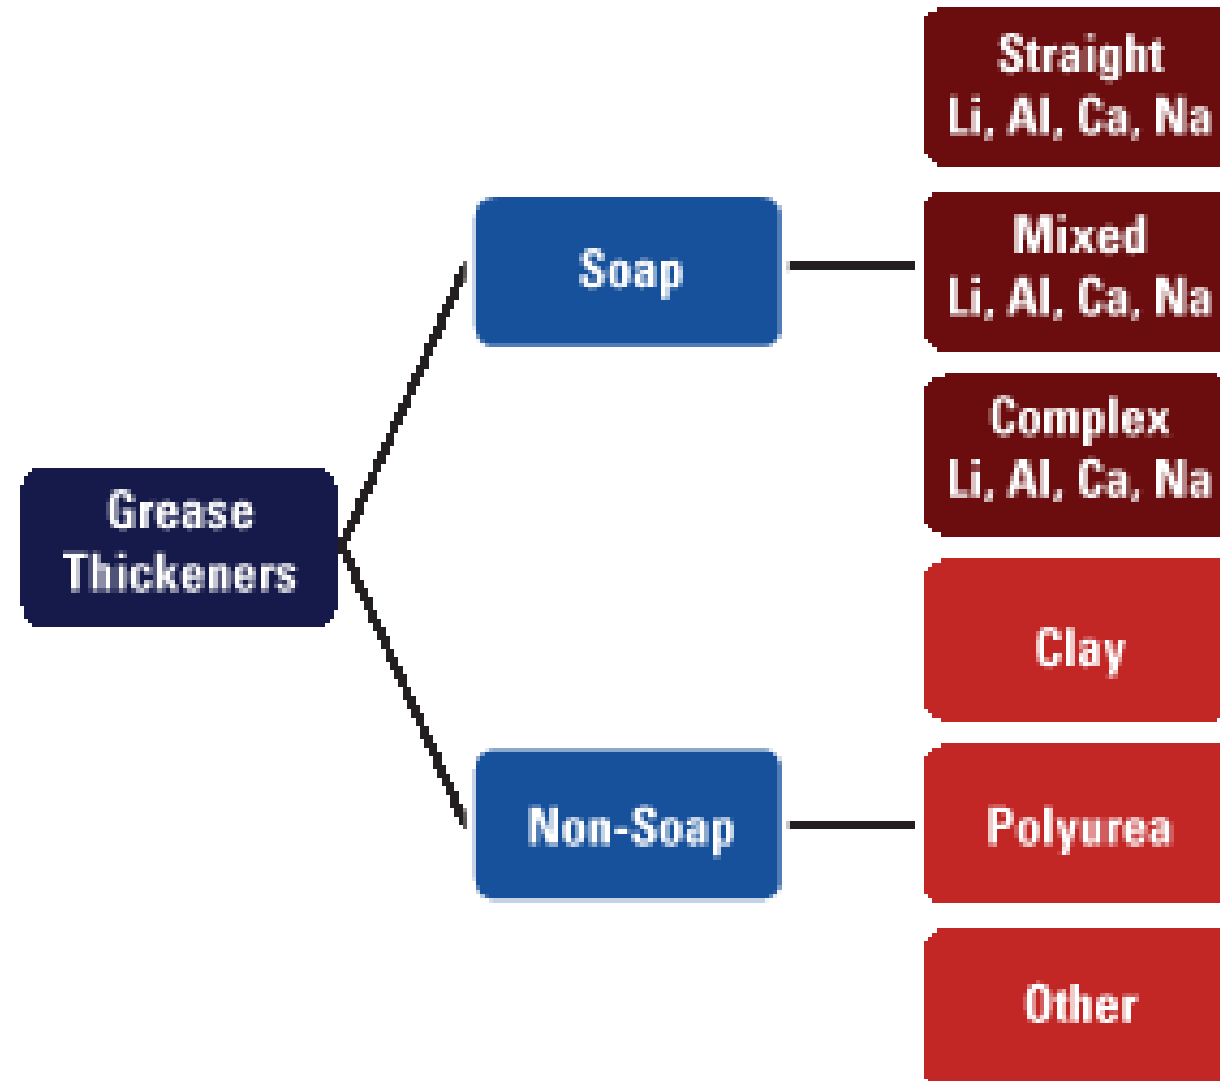 Grease
Thickeners
Soap
Non-Soap
Straight
Li, Al, Ca, Na
Mixed
Li, Al, Ca, Na
Complex
Li, Al, Ca, Na
Clay
Polyurea
Other